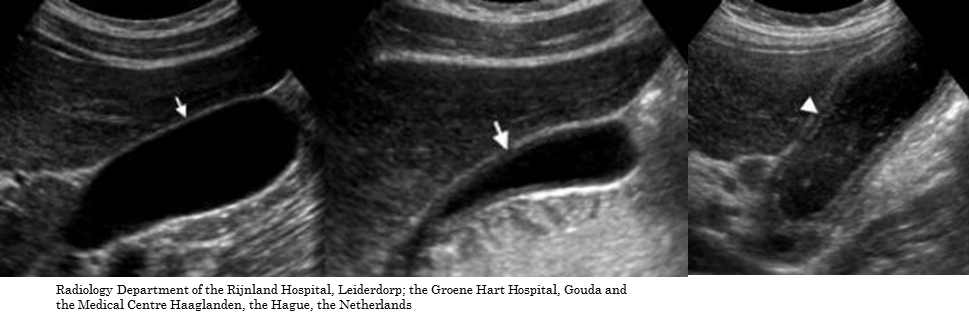 Radiology Department of the Rijnland Hospital, Leiderdorp; the Groene Hart Hospital, Gouda and
the Medical Centre Haaglanden, the Hague, the Netherlands